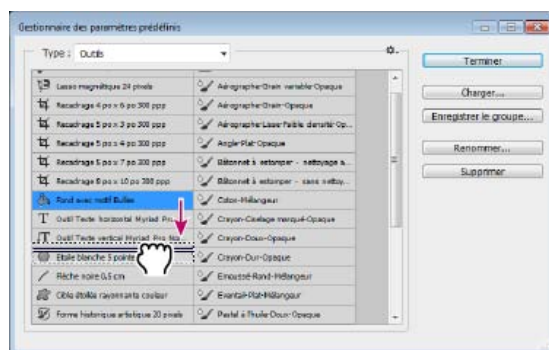 Gestionnaire des paramètres prédéfinis
Type : Outils
Terminer
Charger...
Enregistrer le groupe...
Renommer...
Supprimer
Lasso magnétique 24 pixels
Aérographe-Grain variable-Opaque
Recadrage 4 po x 6 po 300 ppp
Aérographe-Grain-Opaque
Recadrage 5 po x 3 po 300 ppp
Aérographe-Lisse-Faible densité Op...
Recadrage 5 po x 4 po 300 ppp
Angle-Plat-Opaque
Recadrage 5 po x 7 po 300 ppp
Bâtonnet à estomper - nettoyage a...
Recadrage 8 po x 10 po 300 ppp
Bâtonnet à estomper - sans nettoy...
Fond avec motif Bulles
Coton-Mélangeur
Outil Texte horizontal Myriad Pro...
Crayon-Ciselage marqué-Opaque
Outil Texte vertical Myriad Pro
Crayon-Doux-Opaque
Etoile blanche 5 pointe
Crayon-Dur-Opaque
Flèche noire 0,5 cm
Emoussé-Rond-Mélangeur
Cible étoilée rayonnante couleur
Eventail-Plat-Mélangeur
Forme historique artistique 20 pixels
Pastel à l'huile-Doux-Opaque